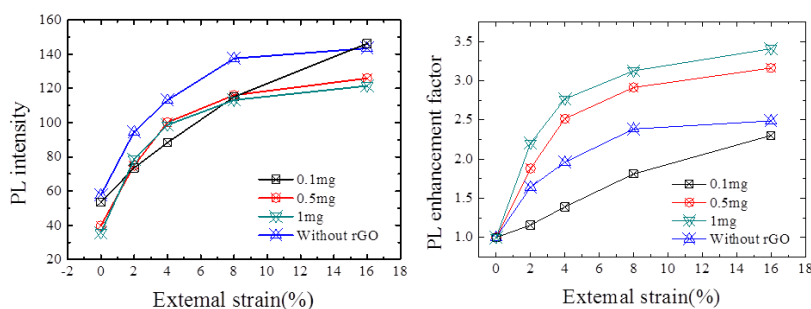 160
140
120
100
80
60
40
20
PL intensity
0.1mg
0.5mg
1mg
Without rGO
-2 0 2 4 6 8 10 12 14 16 18
Extemal strain(%)
3.5
3.0
2.5
2.0
1.5
1.0
PL enhancement factor
0.1mg
0.5mg
1mg
Without rGO
0 2 4 6 8 10 12 14 16 18
Extemal strain(%)